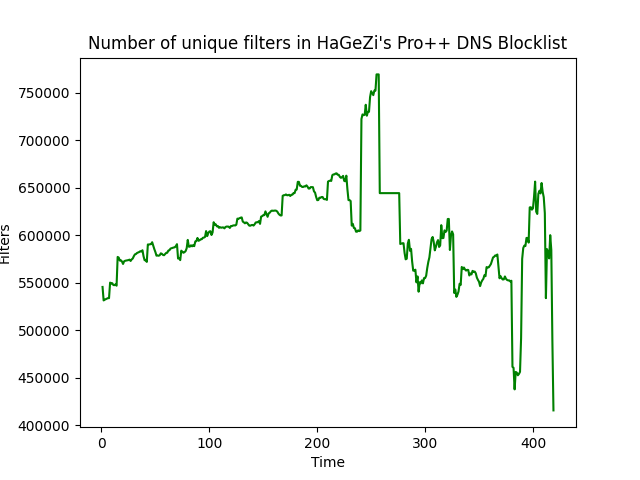 Number of unique filters in HaGeZi's Pro++ DNS Blocklist
750000
700000
650000
600000
550000
500000
450000
400000
Filters
0 100 200 300 400
Time